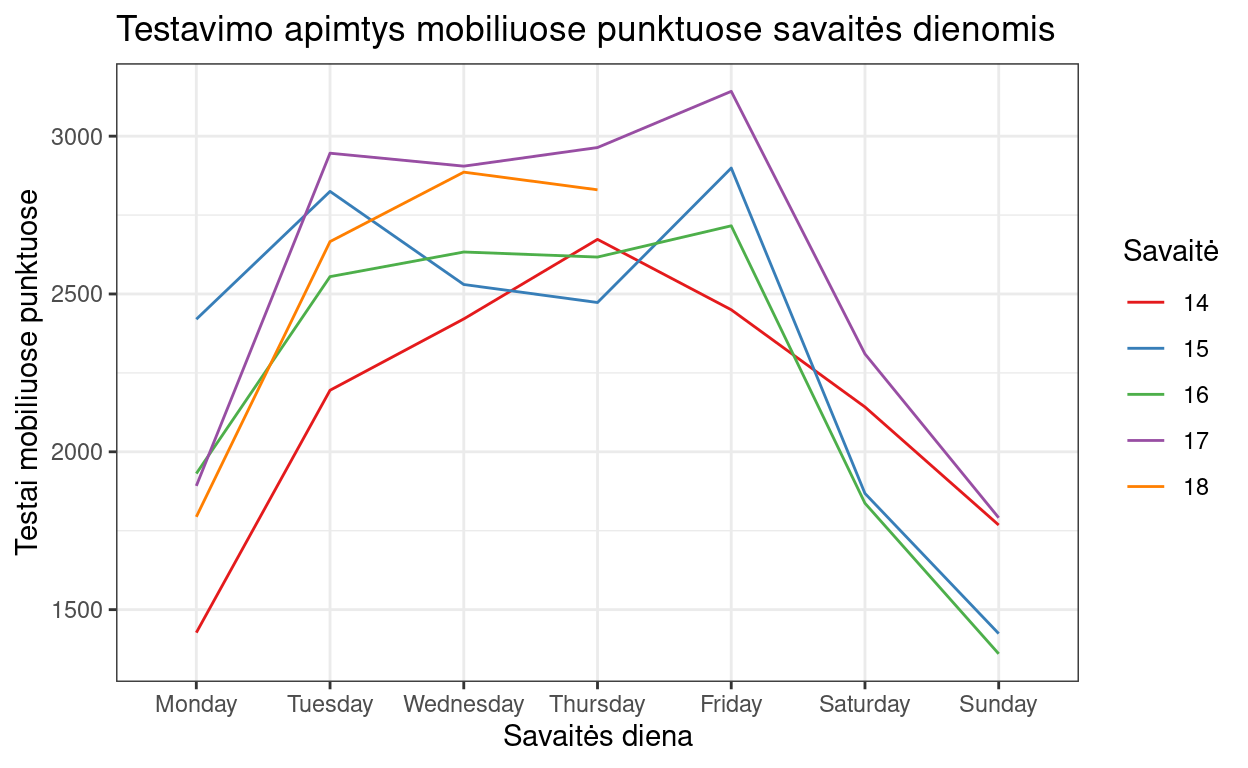 Testavimo apimtys mobiliuose punktuose savaitės dienomis
Testai mobiliuose punktuose
3000
2500
2000
1500
Monday Tuesday Wednesday Thursday Friday Saturday Sunday
Savaitės diena
Savaitė
14
15
16
17
18